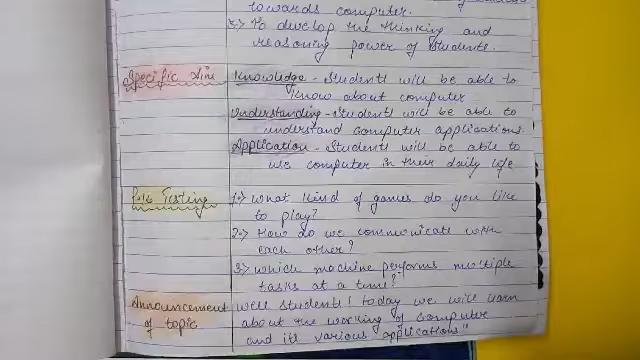 towards computer.
3:) To develop the thinking and
reasoning power of students.
Specific Aim
Knowledge - Students will be able to
know about computer
Understanding - Students will be able to
understand computer applications.
Application - Students will be able to
use computer in their daily life
Testing
1:) What kind of games do you like
to play?
2:) How do we communicate with
each other?
3:) which machine performs multiple
tasks at a time?
Announcement
of topic
Well students! today we will learn
about the working of computer
and its various applications"